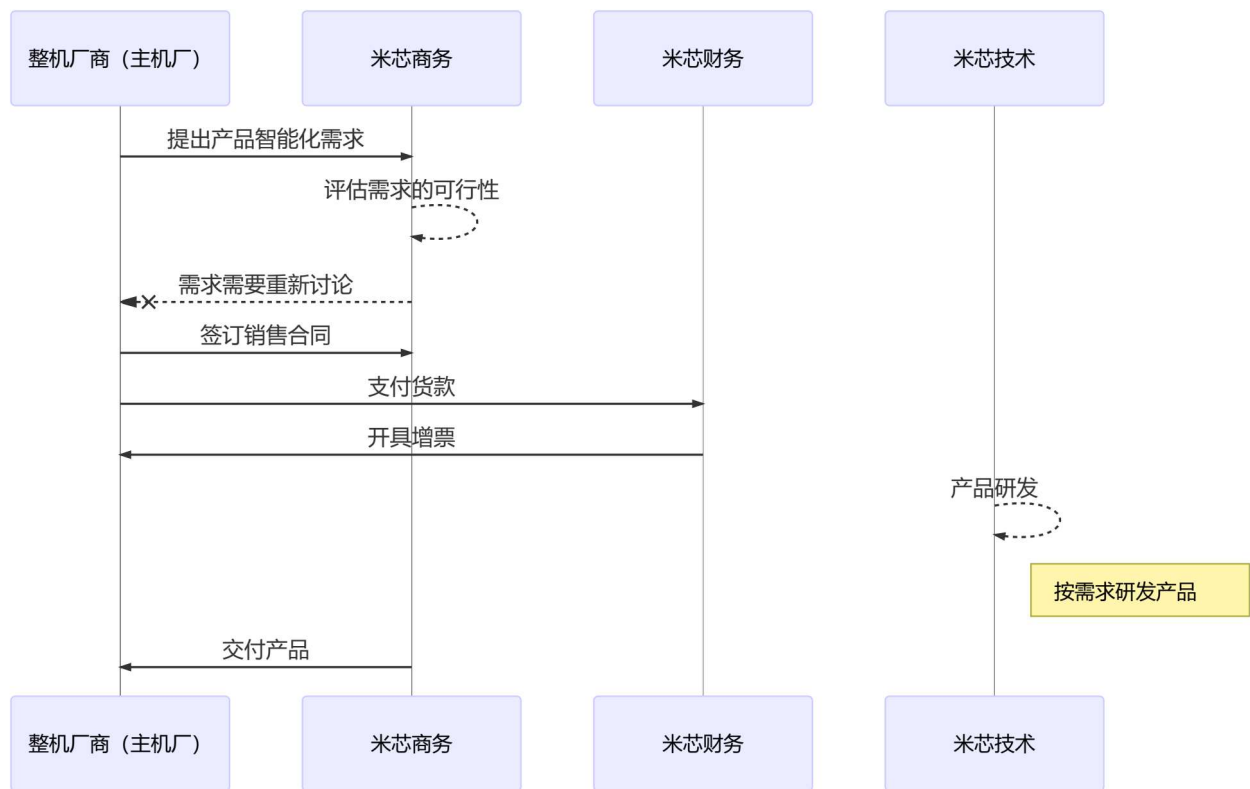 整机厂商（主机厂）
米芯商务
米芯财务
米芯技术
提出产品智能化需求
评估需求的可行性
需求需要重新讨论
签订销售合同
支付货款
开具增票
产品研发
按需求研发产品
交付产品
整机厂商（主机厂）
米芯商务
米芯财务
米芯技术